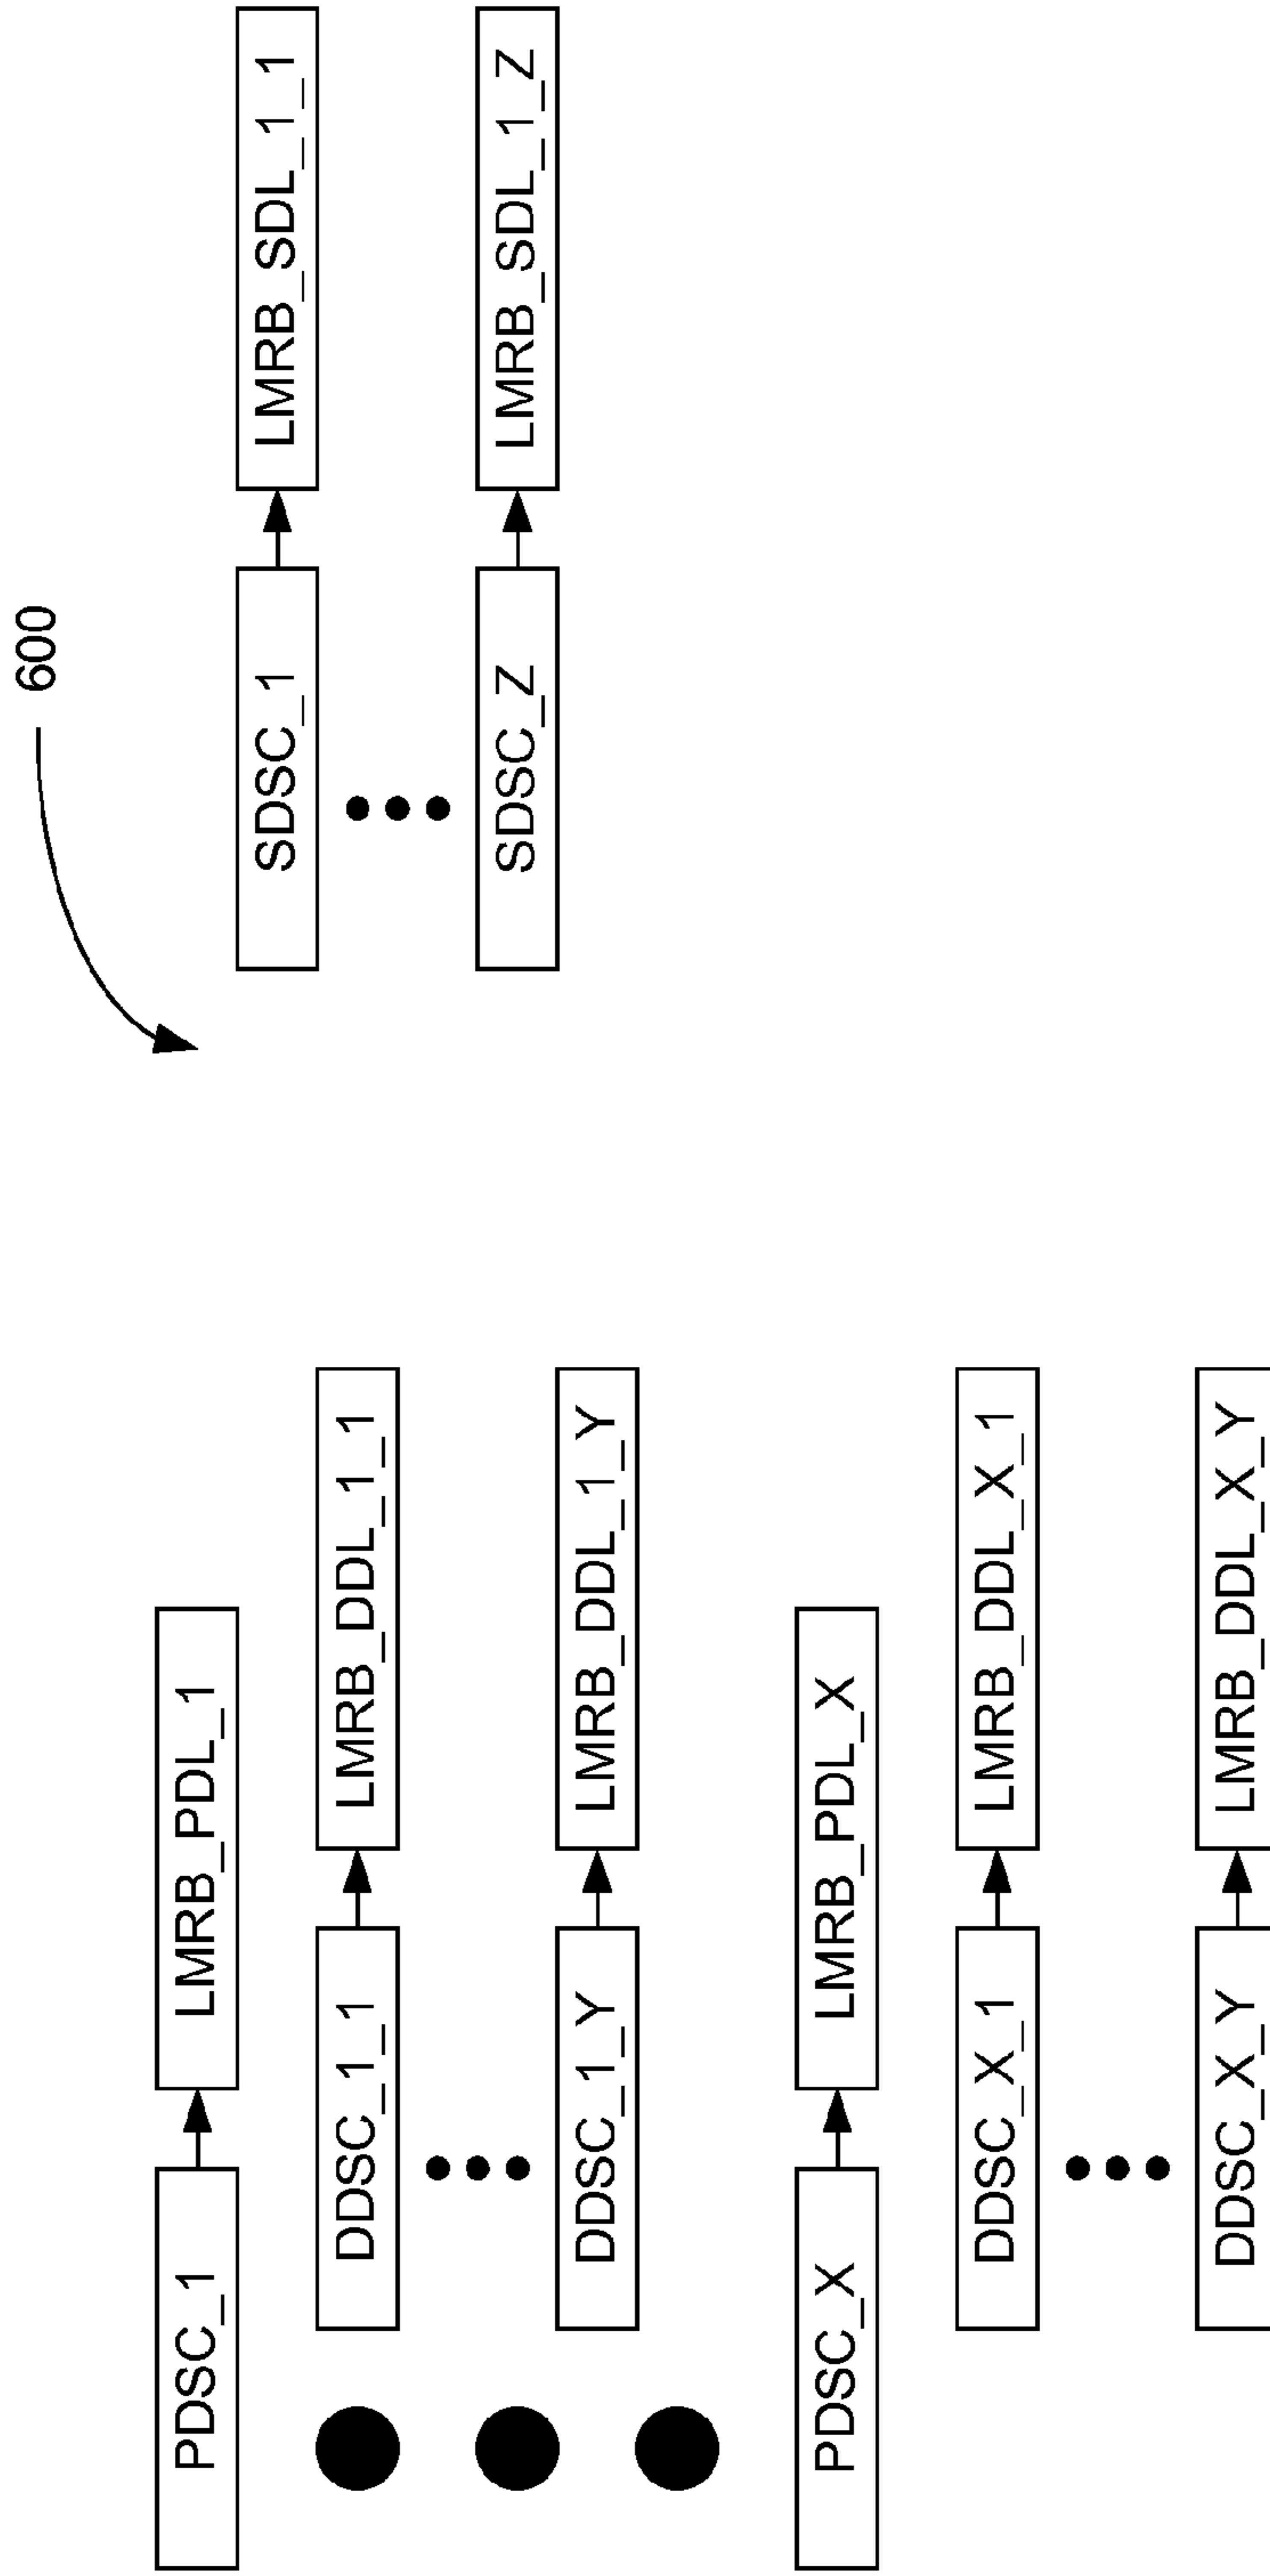 600
PDSC_1
LMRB_PDL_1
DDSC_1_1
LMRB_DDL_1_1
DDSC_1_Y
LMRB_DDL_1_Y
PDSC_X
LMRB_PDL_X
DDSC_X_1
LMRB_DDL_X_1
DDSC_X_Y
LMRB_DDL_X_Y
SDSC_1
LMRB_SDL_1_1
SDSC_Z
LMRB_SDL_1_Z